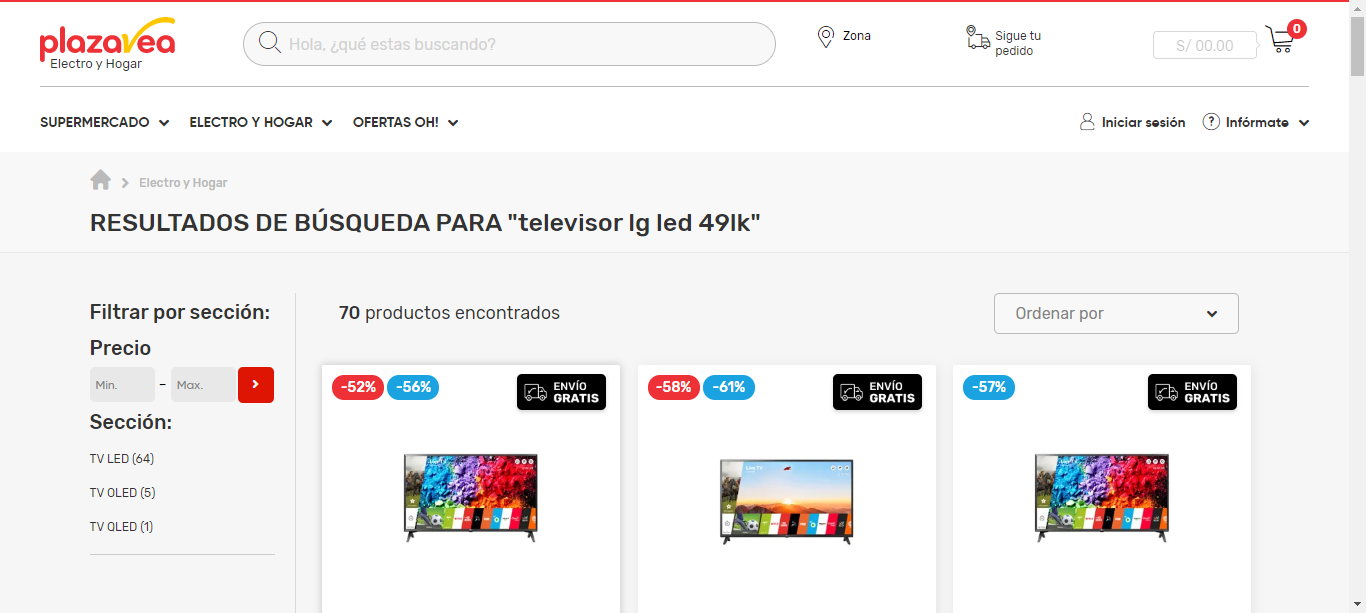 plazavea
Electro y Hogar
Hola, ¿qué estas buscando?
Zona
Sigue tu
pedido
S/ 00.00
0
SUPERMERCADO
ELECTRO Y HOGAR
OFERTAS OH!
Iniciar sesión
?
Infórmate
Electro y Hogar
RESULTADOS DE BÚSQUEDA PARA "televisor lg led 49lk"
Filtrar por sección:
Precio
Min.
–
Max.
Sección:
TV LED (64)
TV OLED (5)
TV QLED (1)
70 productos encontrados
Ordenar por
-52%
-56%
ENVÍO
GRATIS
-58%
-61%
ENVÍO
GRATIS
Live TV
-57%
ENVÍO
GRATIS